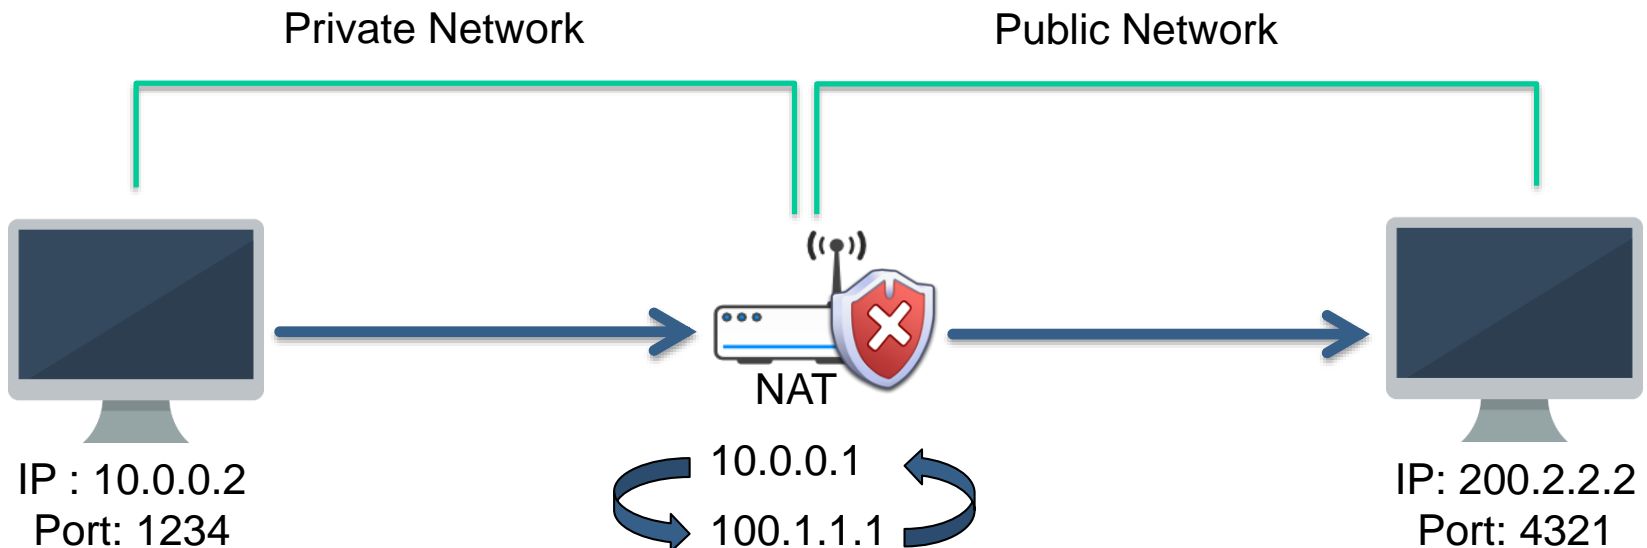 Private Network
Public Network
NAT
IP : 10.0.0.2
Port: 1234
10.0.0.1
100.1.1.1
IP: 200.2.2.2
Port: 4321